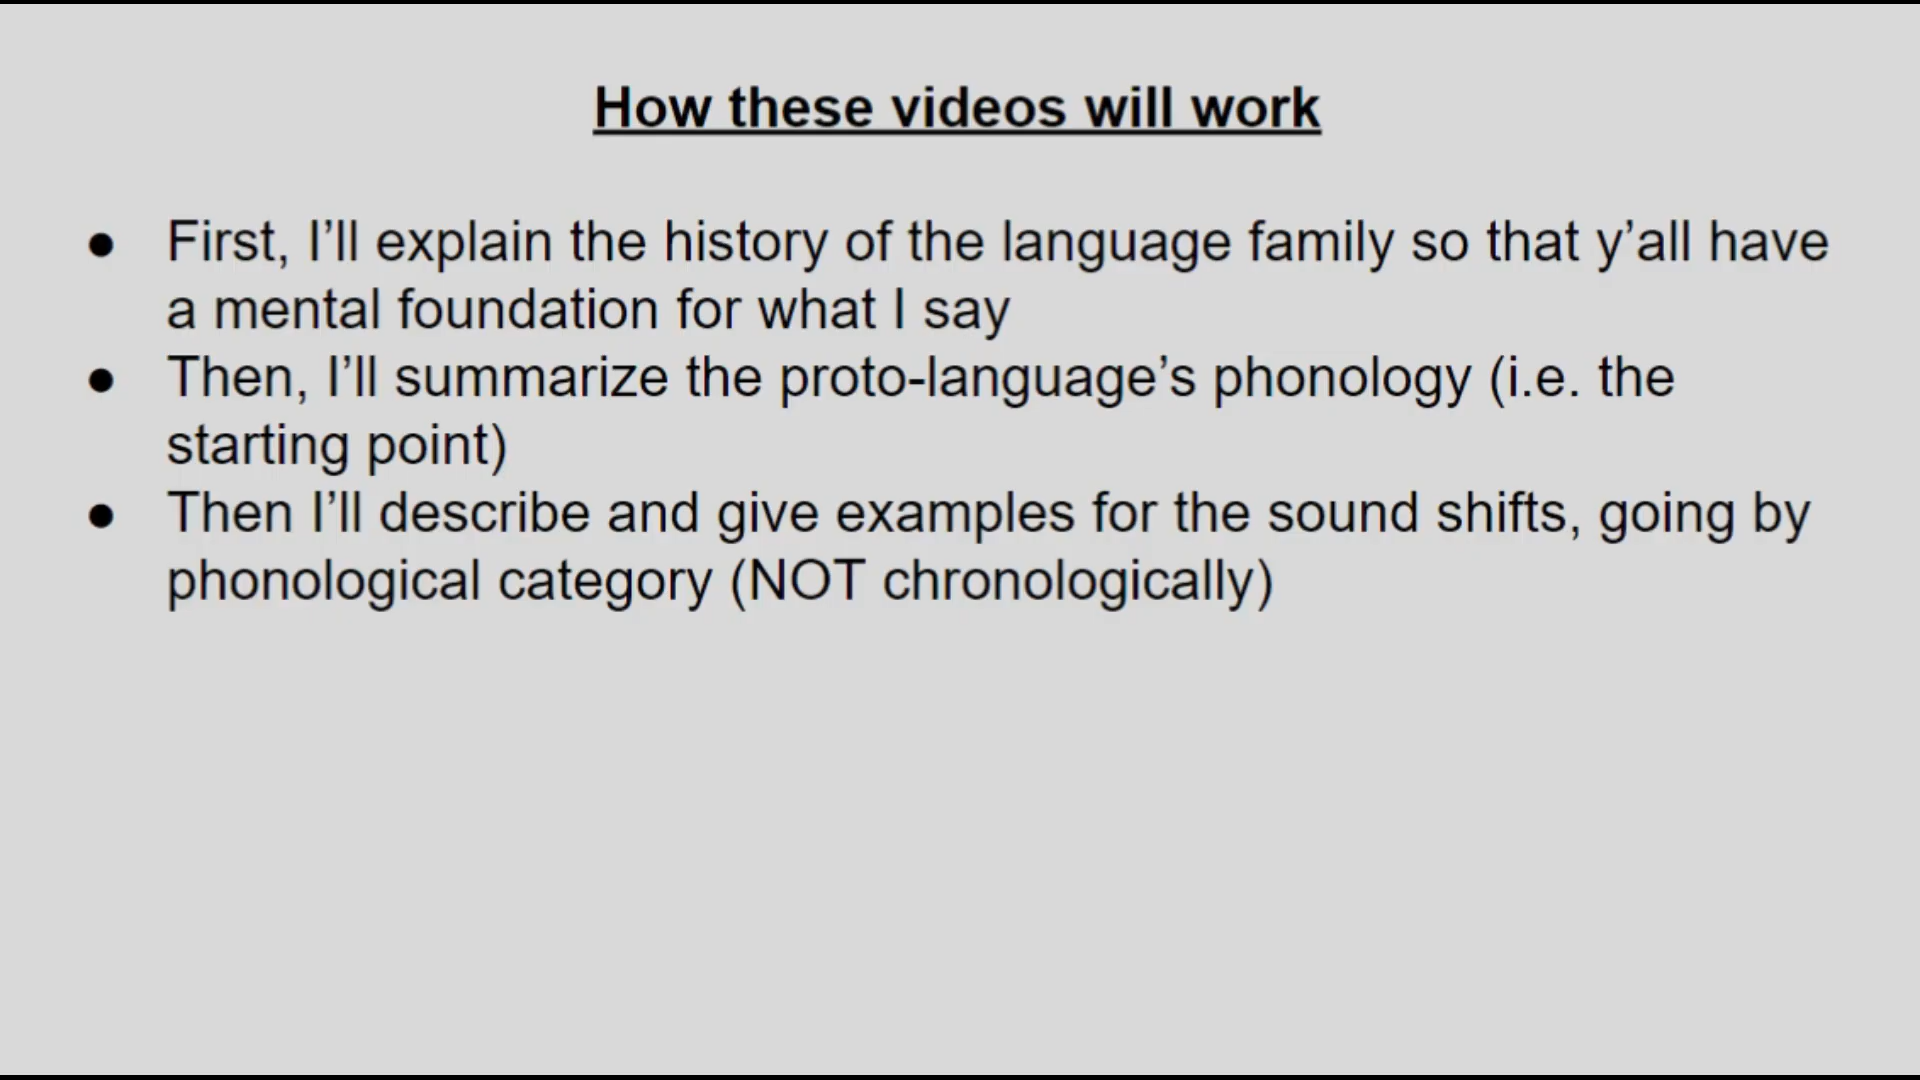 How these videos will work
● First, I’ll explain the history of the language family so that y’all have
a mental foundation for what I say
● Then, I’ll summarize the proto-language’s phonology (i.e. the
starting point)
● Then I’ll describe and give examples for the sound shifts, going by
phonological category (NOT chronologically)